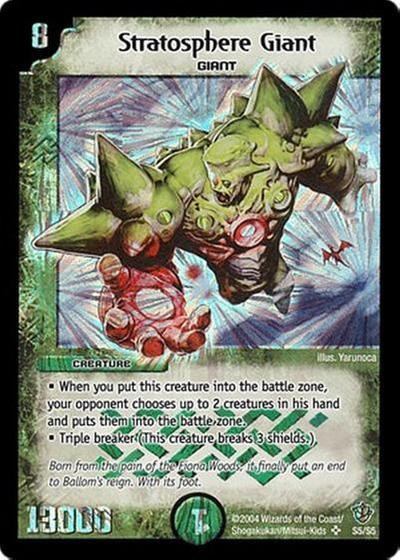 8
Stratosphere Giant
GIANT
illus. Yarunoca
CREATURE
▪ When you put this creature into the battle zone,
your opponent chooses up to 2 creatures in his hand
and puts them into the battle zone.
▪ Triple breaker (This creature breaks 3 shields.)
Born from the pain of the Fiona Woods, it finally put an end
to Ballom's reign. With its foot.
13000
1
©2004 Wizards of the Coast/
Shogakukan/Mitsui-Kids S5/S5